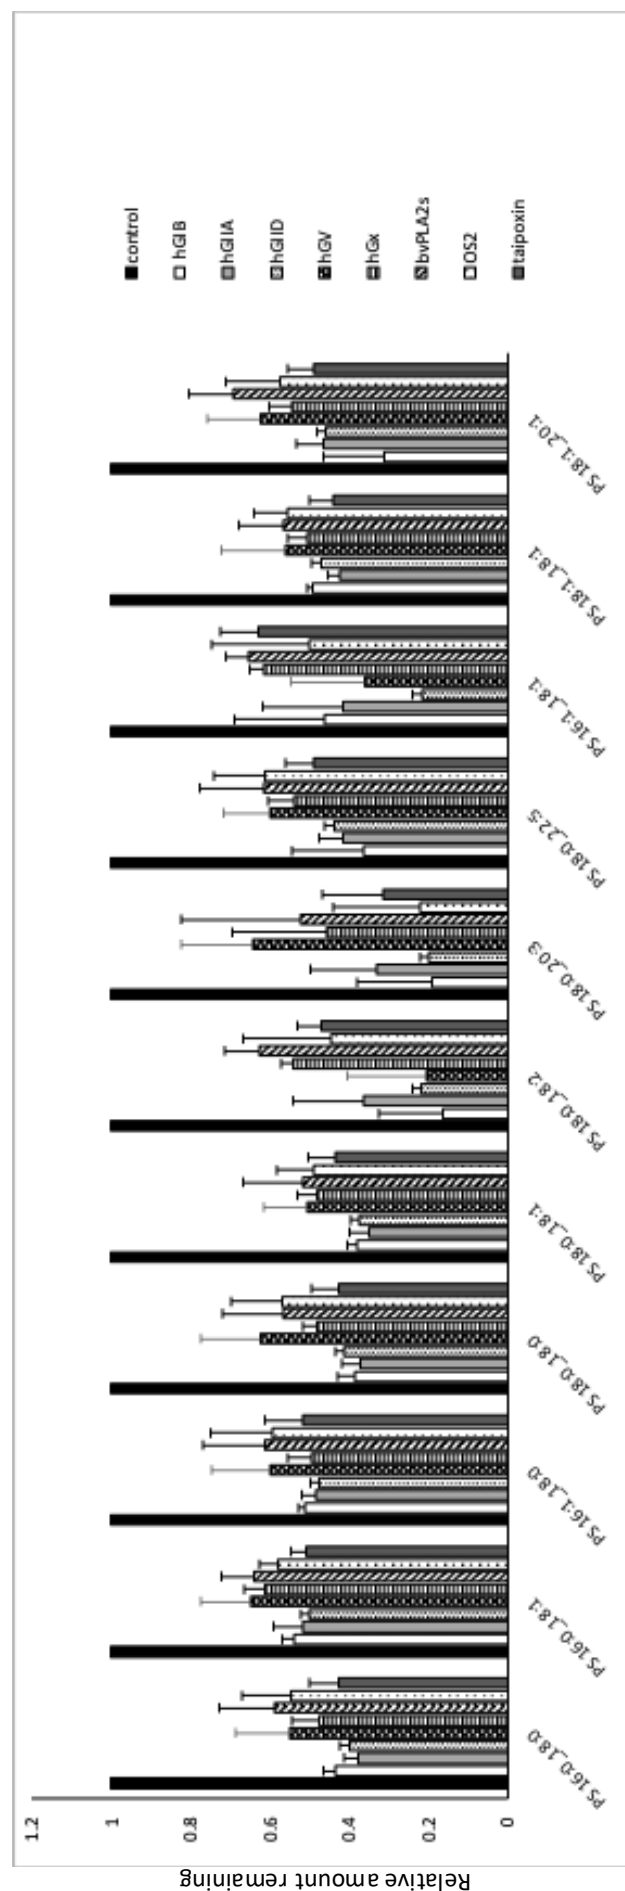 Relative amount remaining
1.2
1
0.8
0.6
0.4
0.2
0
PS 16:0_18:0
PS 16:0_18:1
PS 16:1_18:0
PS 18:0_18:0
PS 18:0_18:1
PS 18:0_18:2
PS 18:0_20:3
PS 18:0_22:5
PS 16:1_18:1
PS 18:1_18:1
PS 18:1_20:1
control
hGIB
hGIIA
hGIID
hGV
hGx
bvPLA2s
OS2
taipoxin